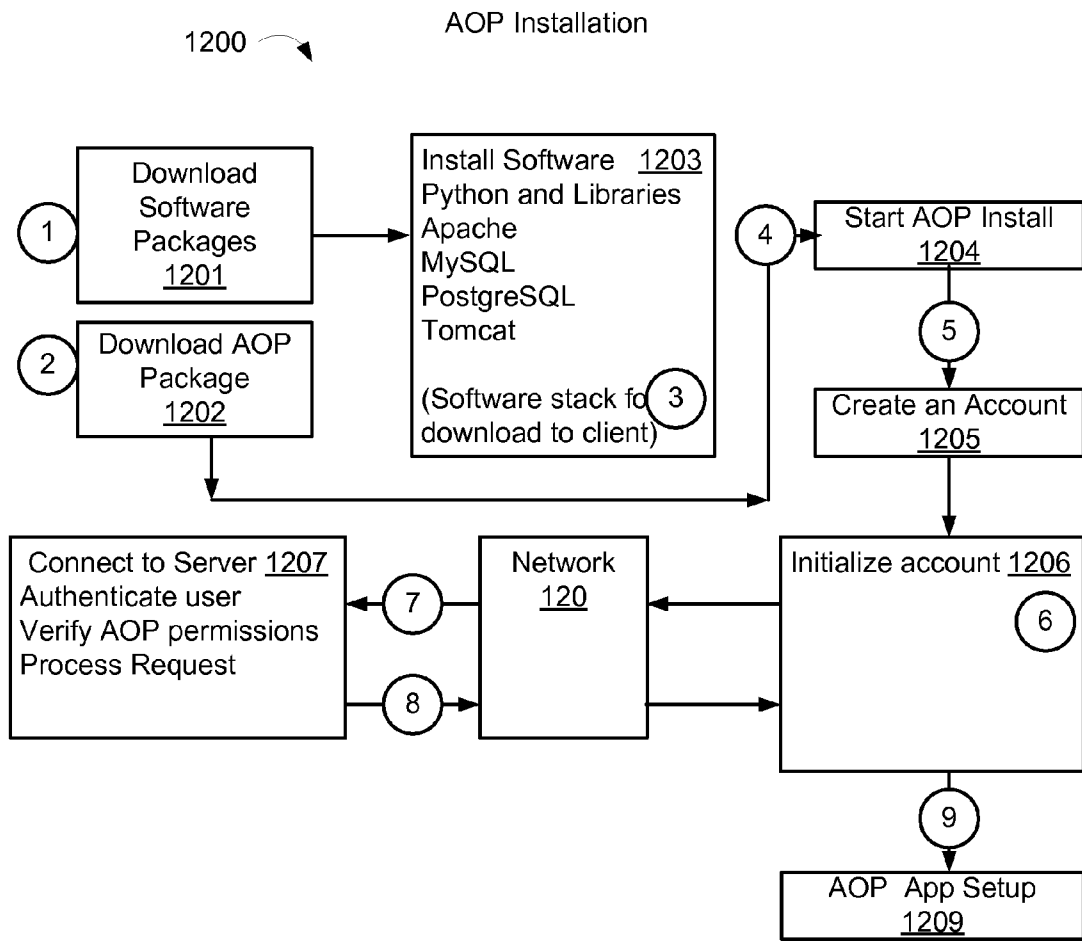 AOP Installation
1200
1
Download
Software
Packages
1201
2
Download AOP
Package
1202
Install Software 1203
Python and Libraries
Apache
MySQL
PostgreSQL
Tomcat
(Software stack fo
download to client)
3
4
Start AOP Install
1204
5
Create an Account
1205
Initialize account 1206
6
Network
120
7
8
Connect to Server 1207
Authenticate user
Verify AOP permissions
Process Request
9
AOP App Setup
1209